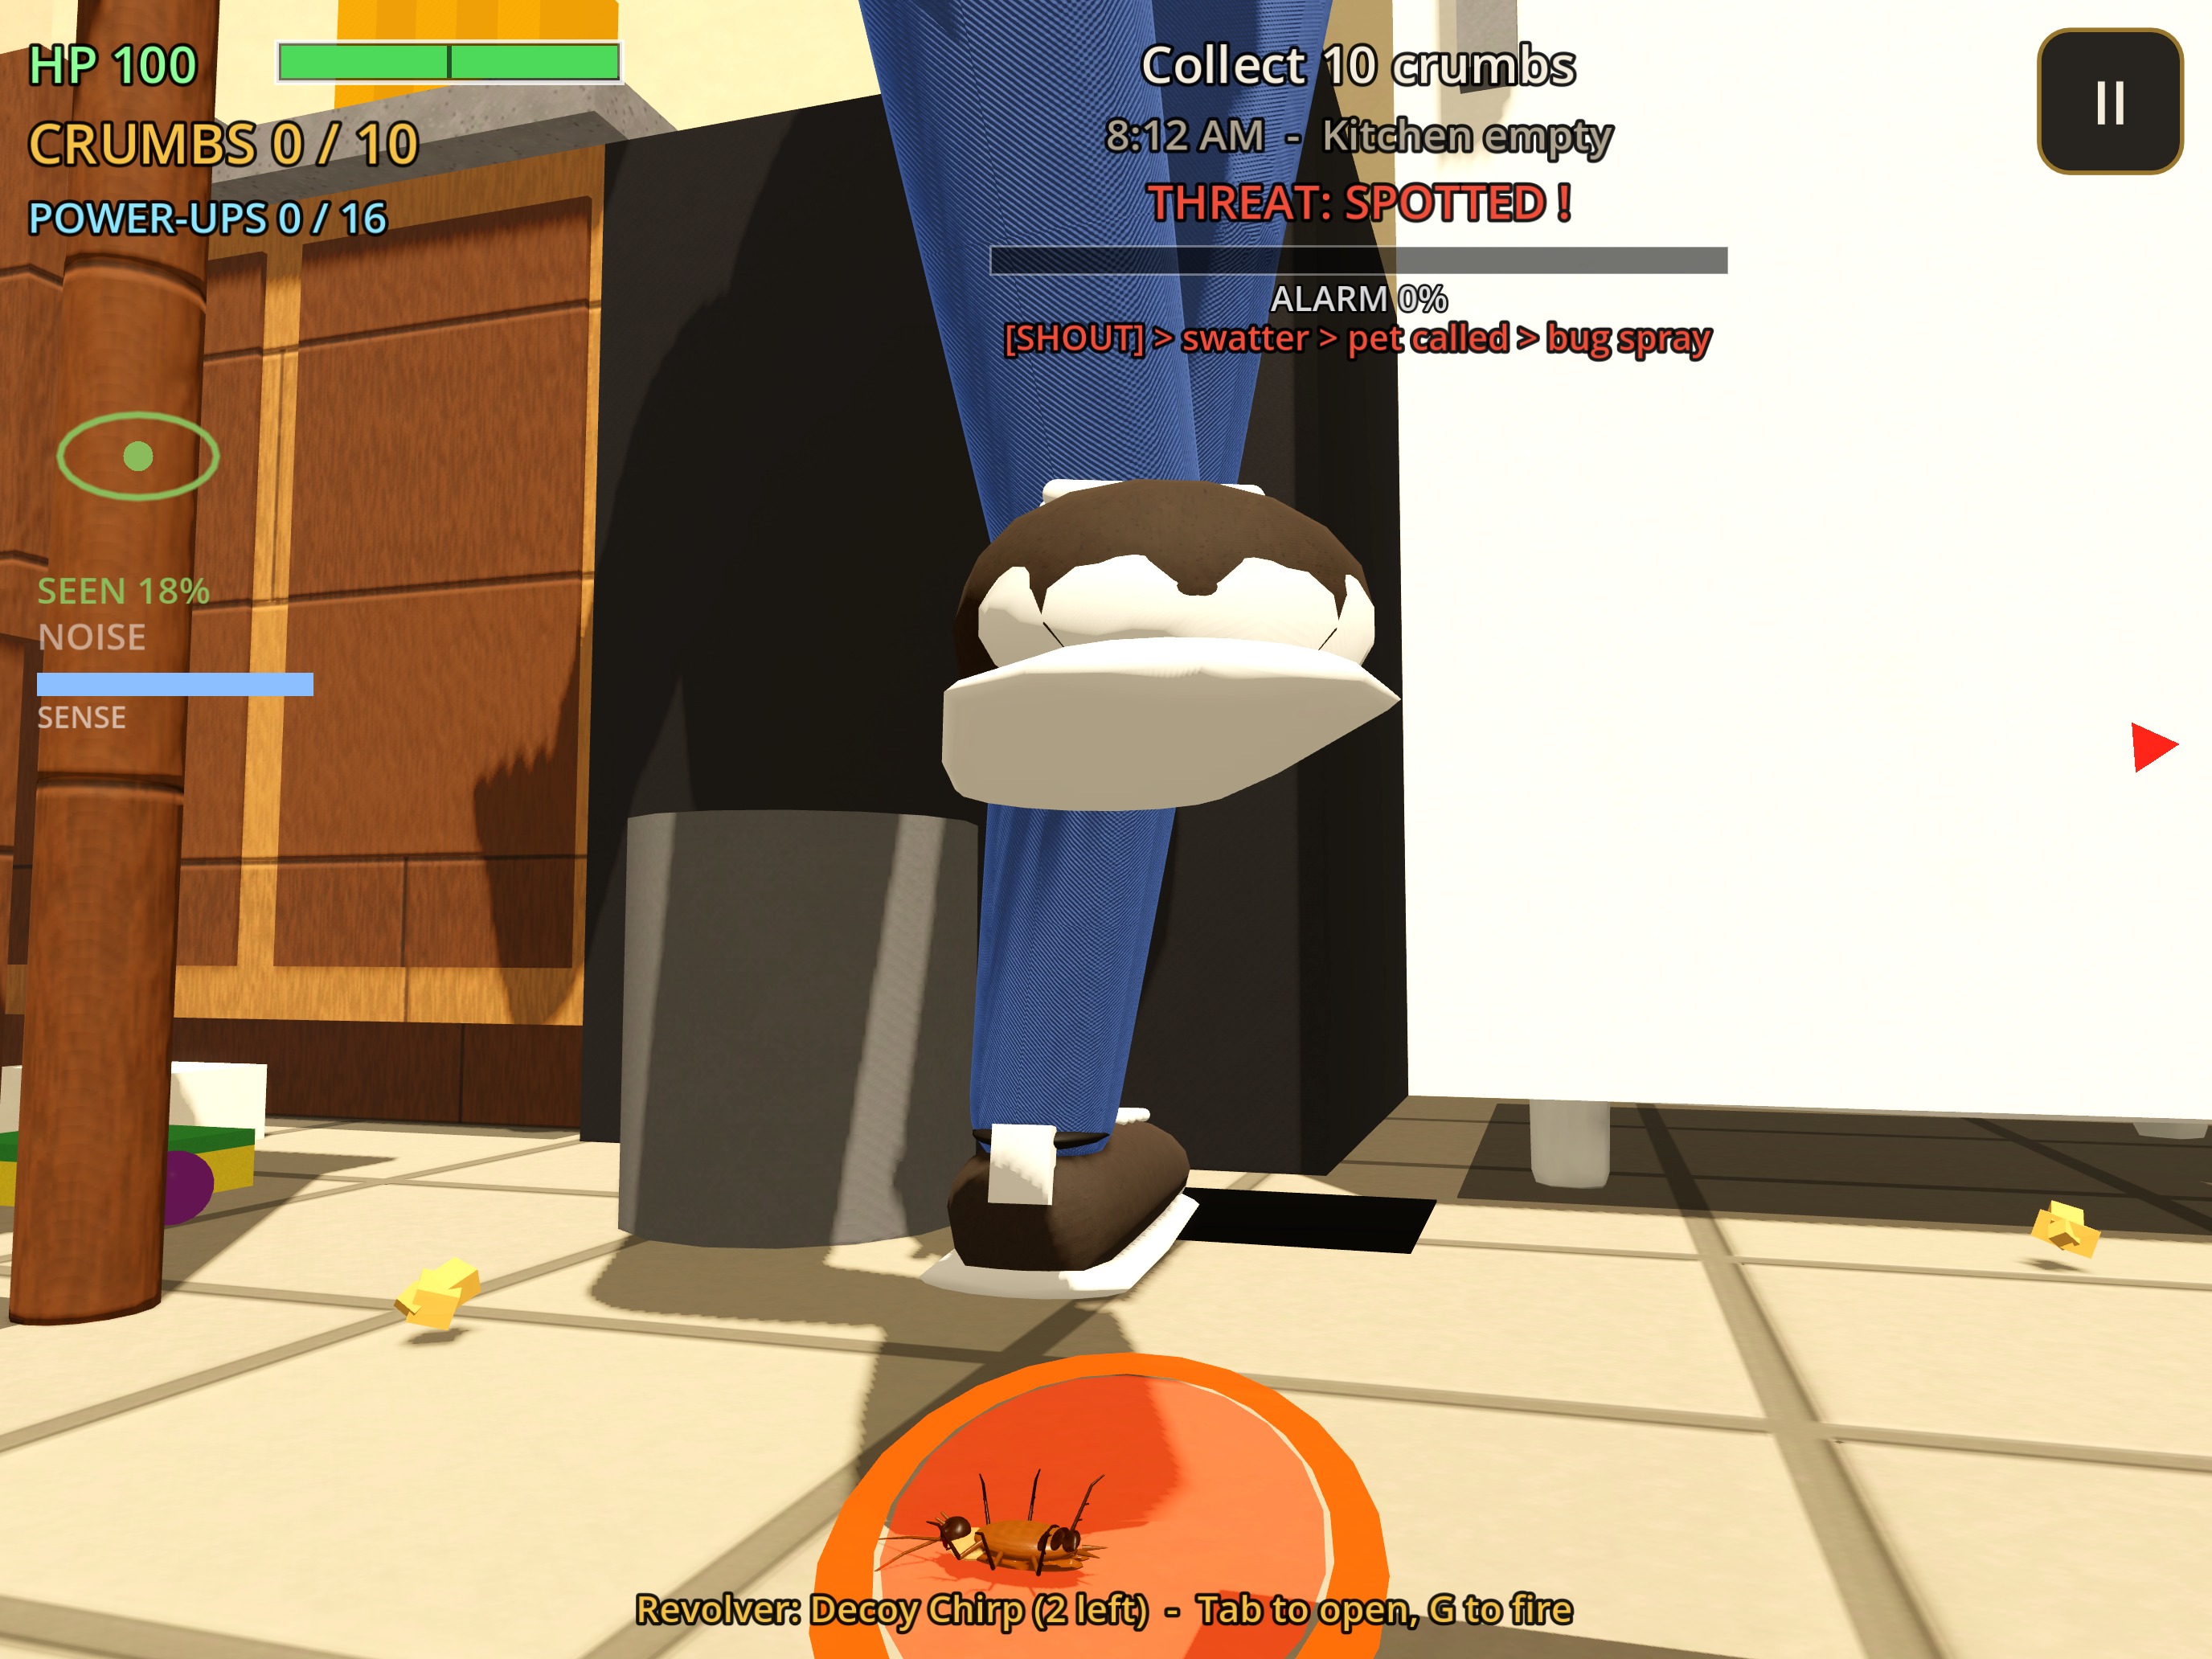 HP 100
CRUMBS 0 / 10
POWER-UPS 0 / 16
Collect 10 crumbs
8:12 AM - Kitchen empty
THREAT: SPOTTED !
ALARM 0%
[SHOUT] > swatter > pet called > bug spray
SEEN 18%
NOISE
SENSE
Revolver: Decoy Chirp (2 left) - Tab to open, G to fire